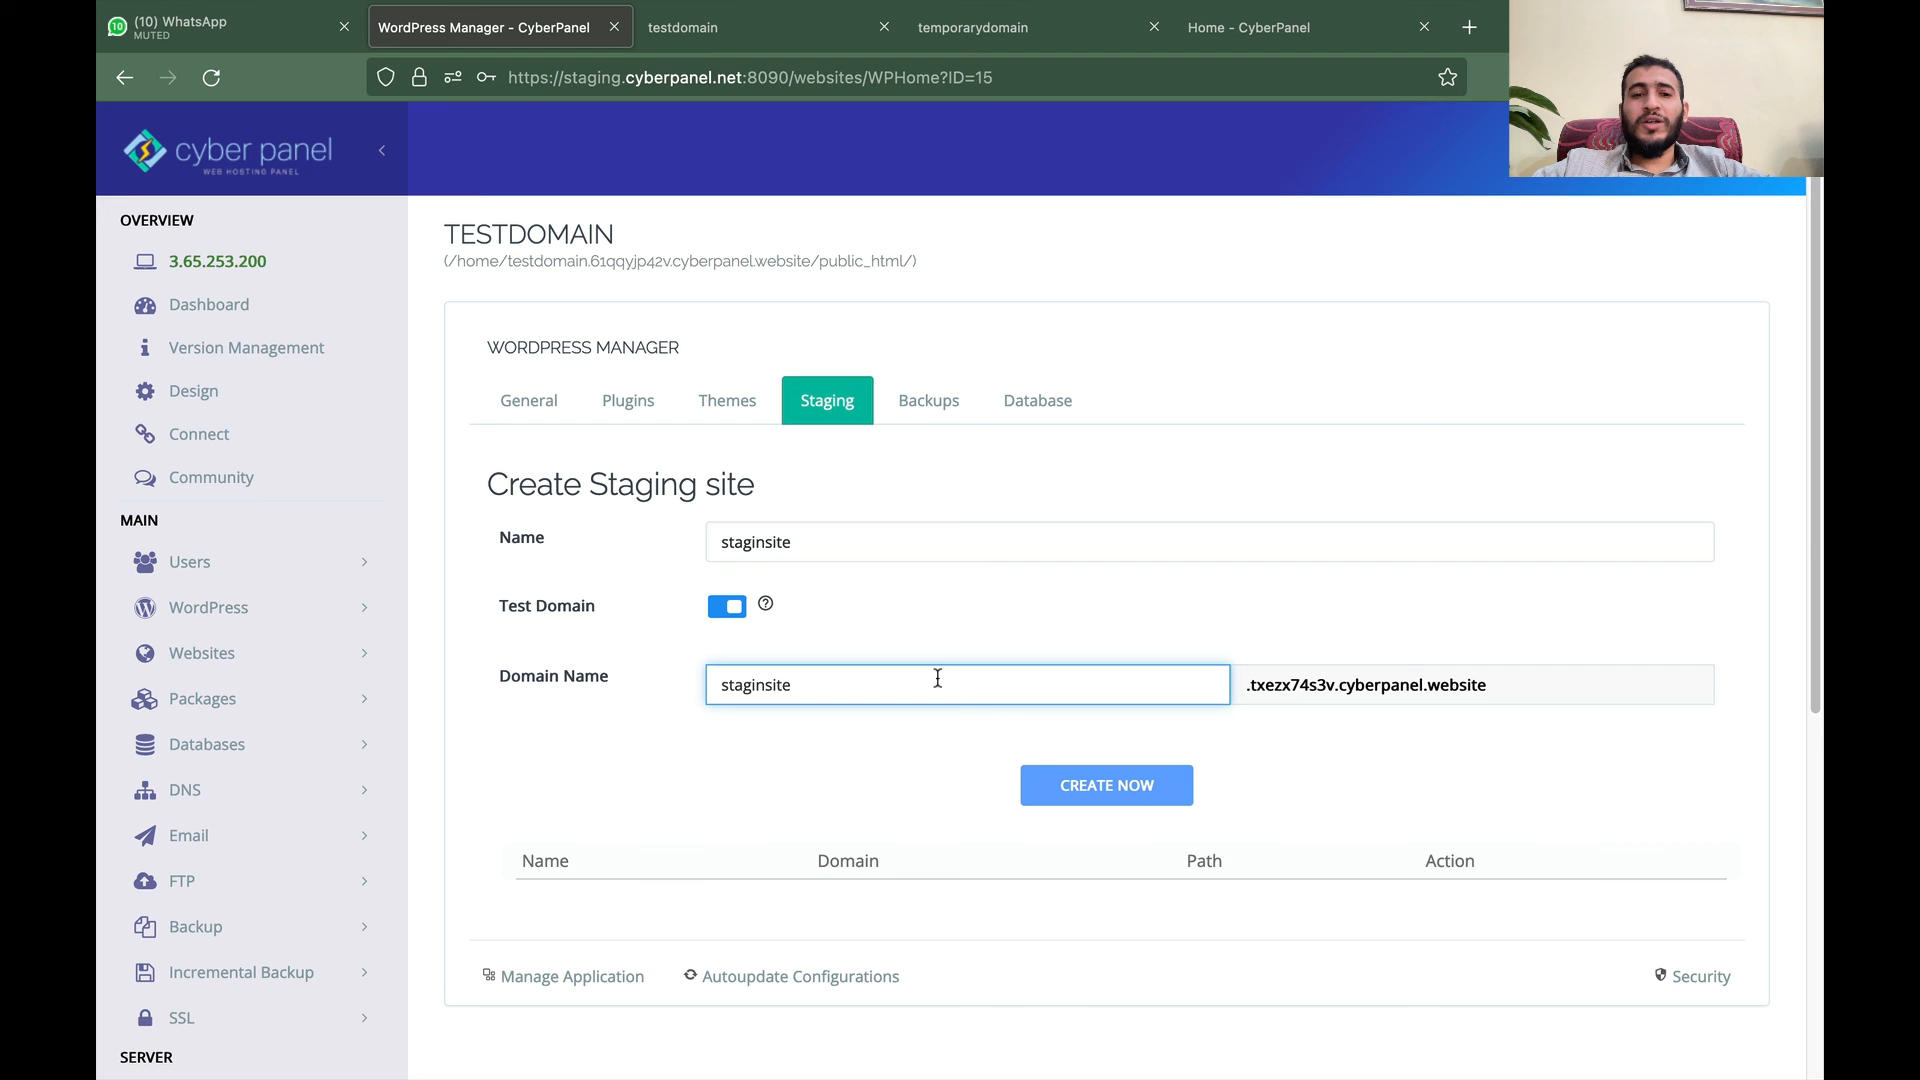 10 (10) WhatsApp
MUTED
WordPress Manager - CyberPanel
testdomain
temporarydomain
Home - CyberPanel
https://staging.cyberpanel.net:8090/websites/WPHome?ID=15
cyber panel
WEB HOSTING PANEL
OVERVIEW
3.65.253.200
Dashboard
Version Management
Design
Connect
Community
MAIN
Users
WordPress
Websites
Packages
Databases
DNS
Email
FTP
Backup
Incremental Backup
SSL
SERVER
TESTDOMAIN
(/home/testdomain.61qqyjp42v.cyberpanel.website/public_html/)
WORDPRESS MANAGER
General Plugins Themes Staging Backups Database
Create Staging site
Name staginsite
Test Domain
Domain Name staginsite .txezx74s3v.cyberpanel.website
CREATE NOW
Name Domain Path Action
Manage Application Autoupdate Configurations Security